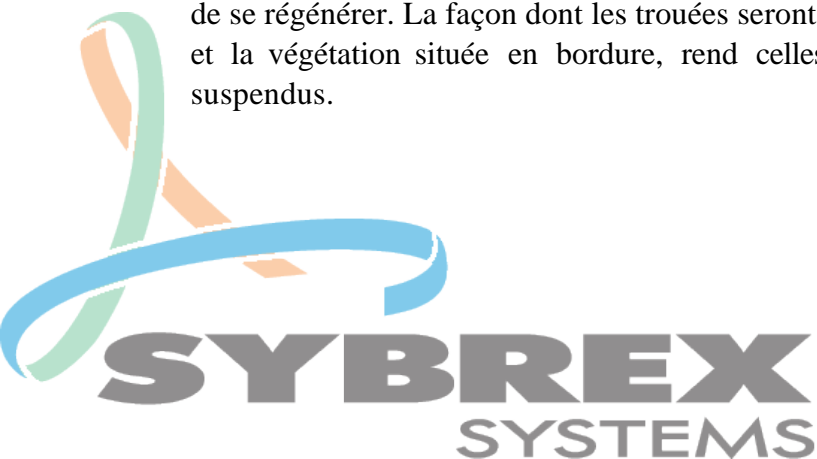 de se régénérer. La façon dont les trouées seront
et la végétation située en bordure, rend celles
suspendus.
SYBREX
SYSTEMS